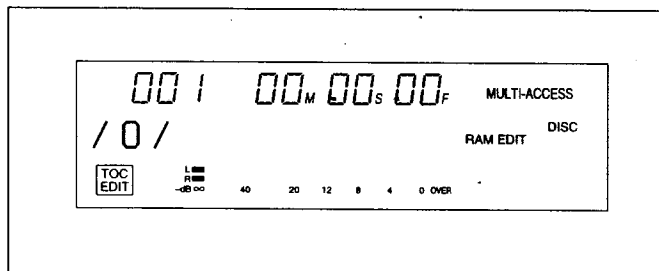 001 00M 00S 00F MULTI-ACCESS
/0/ RAM EDIT DISC
TOC EDIT
L
R
-dB ∞ 40 20 12 8 4 0 OVER